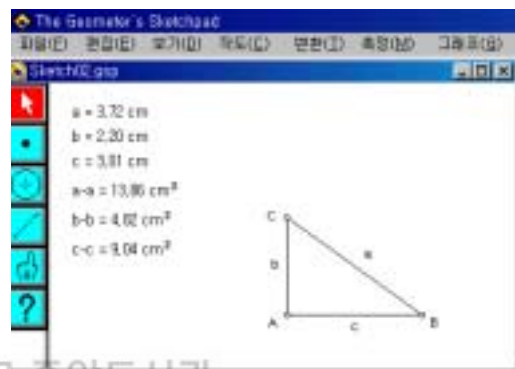 The Geometer's Sketchpad
파일(F) 편집(E) 보기(D) 작도(C) 변환(T) 측정(M) 그래프(G)
Sketch02.gsp
a = 3.72 cm
b = 2.20 cm
c = 3.01 cm
a·a = 13.86 cm²
b·b = 4.82 cm²
c·c = 9.04 cm²
C
b
a
A
c
B
?